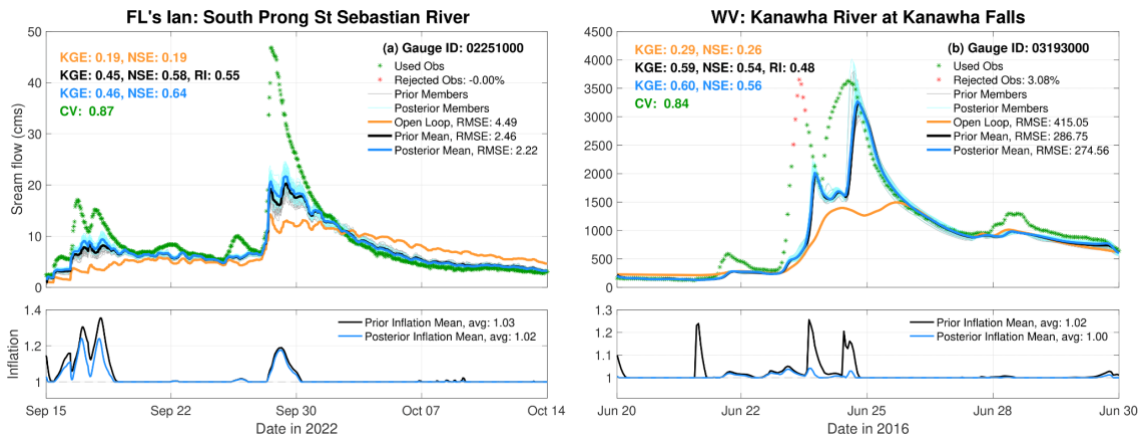 FL's Ian: South Prong St Sebastian River
KGE: 0.19, NSE: 0.19
KGE: 0.45, NSE: 0.58, RI: 0.55
KGE: 0.46, NSE: 0.64
CV: 0.87
(a) Gauge ID: 02251000
Used Obs
Rejected Obs: -0.00%
Prior Members
Posterior Members
Open Loop, RMSE: 4.49
Prior Mean, RMSE: 2.46
Posterior Mean, RMSE: 2.22
50
40
30
20
10
0
Sream flow (cms)
Prior Inflation Mean, avg: 1.03
Posterior Inflation Mean, avg: 1.02
1.4
1.2
1
Inflation
Sep 15
Sep 22
Sep 30
Oct 07
Oct 14
Date in 2022
WV: Kanawha River at Kanawha Falls
KGE: 0.29, NSE: 0.26
KGE: 0.59, NSE: 0.54, RI: 0.48
KGE: 0.60, NSE: 0.56
CV: 0.84
(b) Gauge ID: 03193000
Used Obs
Rejected Obs: 3.08%
Prior Members
Posterior Members
Open Loop, RMSE: 415.05
Prior Mean, RMSE: 286.75
Posterior Mean, RMSE: 274.56
4500
4000
3500
3000
2500
2000
1500
1000
500
0
Prior Inflation Mean, avg: 1.02
Posterior Inflation Mean, avg: 1.00
1.3
1.2
1.1
1
Jun 20
Jun 22
Jun 25
Jun 28
Jun 30
Date in 2016